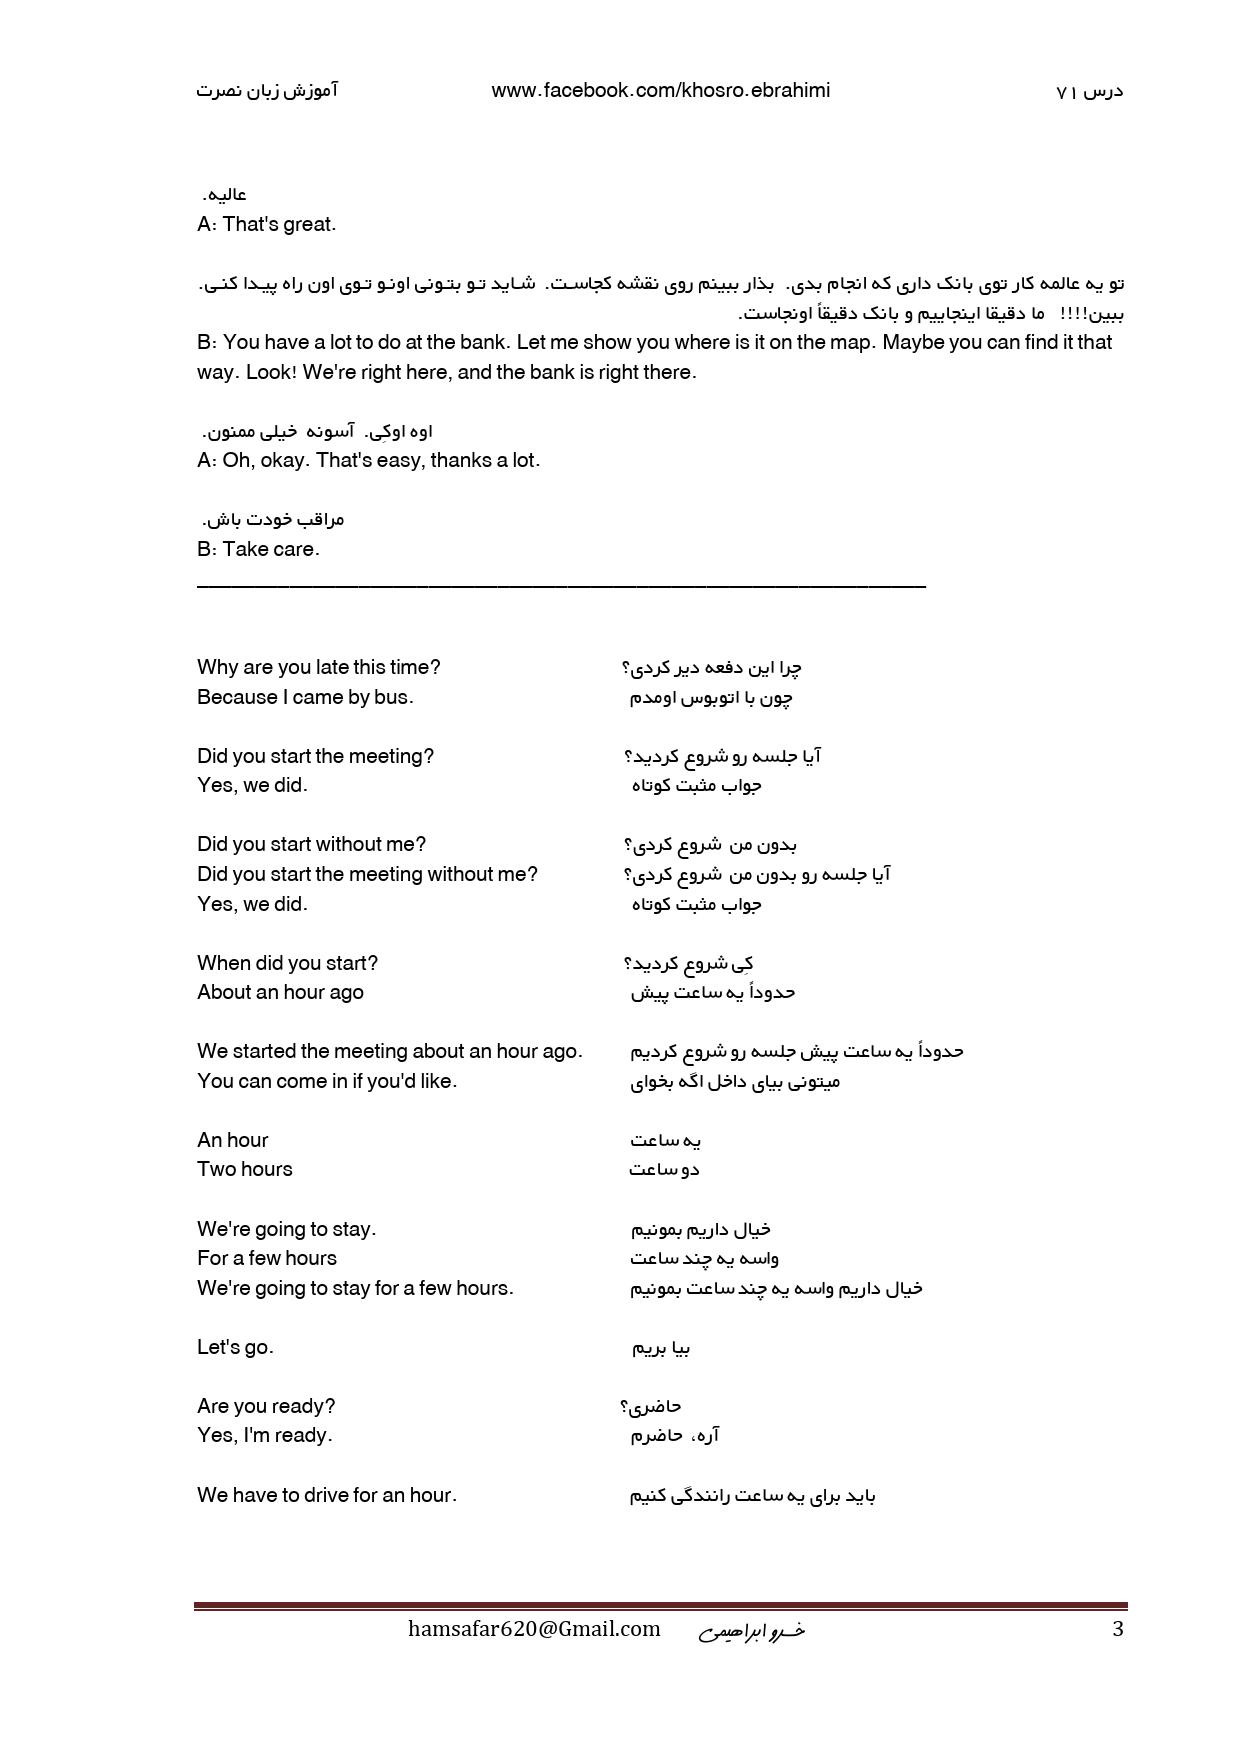 آموزش زبان نصرت www.facebook.com/khosro.ebrahimi درس ۷۱
عالیه.
A: That's great.
تو یه عالمه کار توی بانک داری که انجام بدی. بذار ببینم روی نقشه کجاست. شاید تو بتونی اونو توی اون راه پیدا کنی.
ببین!!!! ما دقیقا اینجاییم و بانک دقیقاً اونجاست.
B: You have a lot to do at the bank. Let me show you where is it on the map. Maybe you can find it that
way. Look! We're right here, and the bank is right there.
اوه اوکِی. آسونه خیلی ممنون.
A: Oh, okay. That's easy, thanks a lot.
مراقب خودت باش.
B: Take care.
Why are you late this time? چرا این دفعه دیر کردی؟
Because I came by bus. چون با اتوبوس اومدم
Did you start the meeting? آیا جلسه رو شروع کردید؟
Yes, we did. جواب مثبت کوتاه
Did you start without me? بدون من شروع کردی؟
Did you start the meeting without me? آیا جلسه رو بدون من شروع کردی؟
Yes, we did. جواب مثبت کوتاه
When did you start? کِی شروع کردید؟
About an hour ago حدوداً یه ساعت پیش
We started the meeting about an hour ago. حدوداً یه ساعت پیش جلسه رو شروع کردیم
You can come in if you'd like. میتونی بیای داخل اگه بخوای
An hour یه ساعت
Two hours دو ساعت
We're going to stay. خیال داریم بمونیم
For a few hours واسه یه چند ساعت
We're going to stay for a few hours. خیال داریم واسه یه چند ساعت بمونیم
Let's go. بیا بریم
Are you ready? حاضری؟
Yes, I'm ready. آره، حاضرم
We have to drive for an hour. باید برای یه ساعت رانندگی کنیم
hamsafar620@Gmail.com خسرو ابراهیمی 3